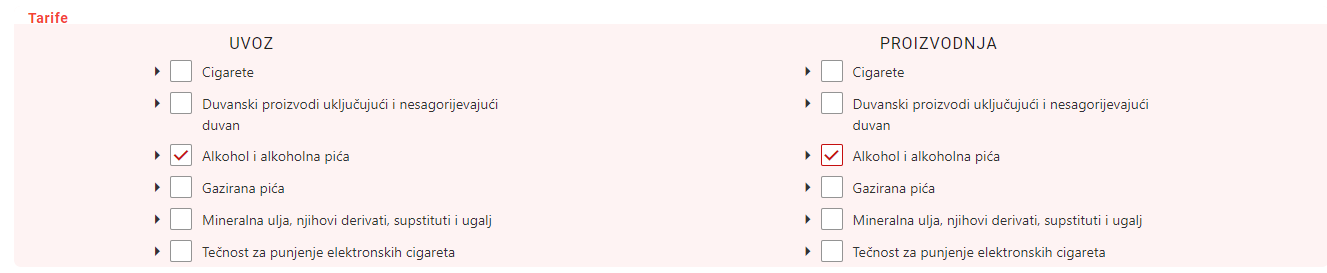 Tarife
UVOZ
Cigarete
Duvanski proizvodi uključujući i nesagorijevajući
duvan
Alkohol i alkoholna pića
Gazirana pića
Mineralna ulja, njihovi derivati, supstituti i ugalj
Tečnost za punjenje elektronskih cigareta
PROIZVODNJA
Cigarete
Duvanski proizvodi uključujući i nesagorijevajući
duvan
Alkohol i alkoholna pića
Gazirana pića
Mineralna ulja, njihovi derivati, supstituti i ugalj
Tečnost za punjenje elektronskih cigareta